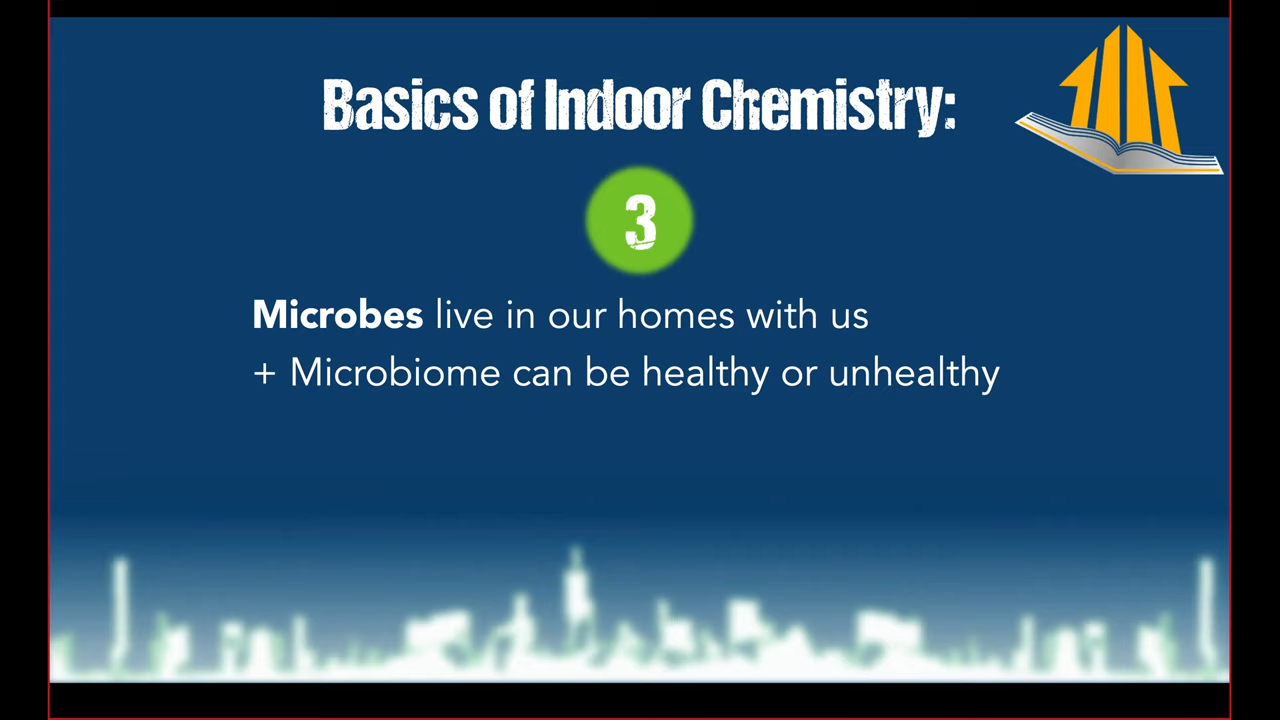 Basics of Indoor Chemistry:
3
Microbes live in our homes with us
+ Microbiome can be healthy or unhealthy